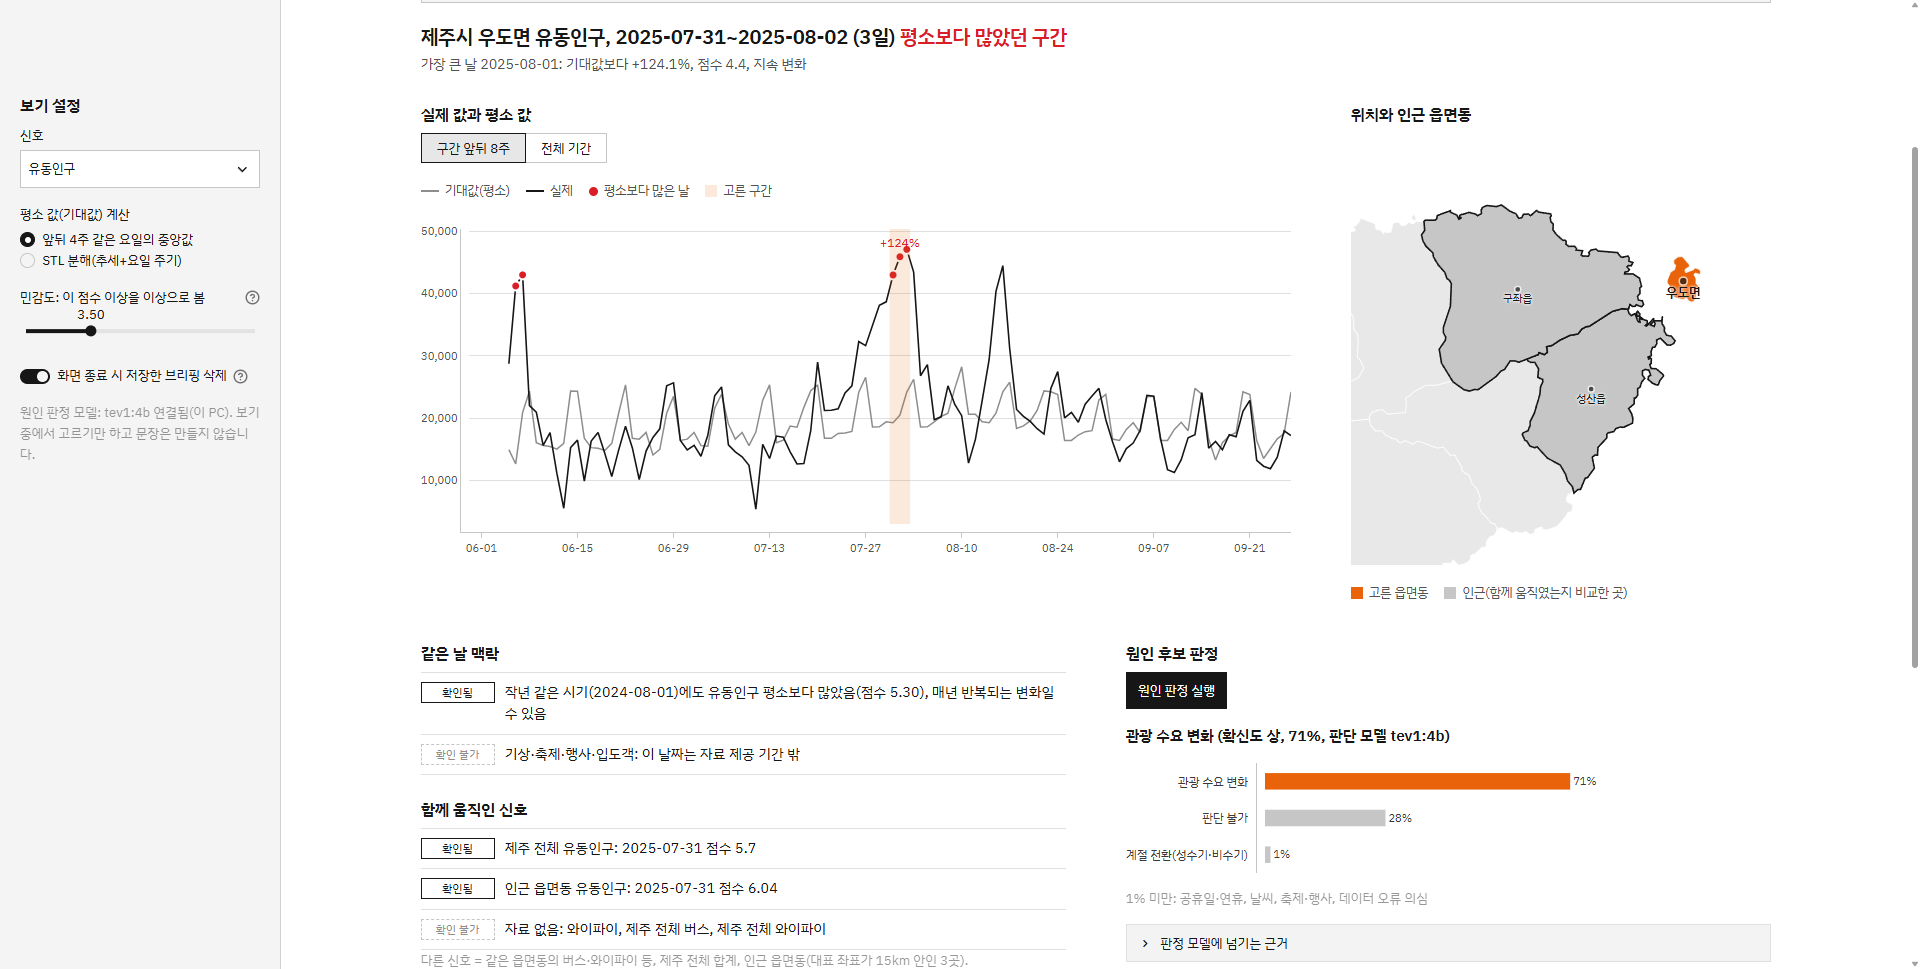 제주시 우도면 유동인구, 2025-07-31~2025-08-02 (3일) 평소보다 많았던 구간
가장 큰 날 2025-08-01: 기대값보다 +124.1%, 점수 4.4, 지속 변화
보기 설정
신호
유동인구
평소 값(기대값) 계산
앞뒤 4주 같은 요일의 중앙값
STL 분해(추세+요일 주기)
민감도: 이 점수 이상을 이상으로 봄
3.50
화면 종료 시 저장한 브리핑 삭제
원인 판정 모델: tev1:4b 연결됨(이 PC). 보기
중에서 고르기만 하고 문장은 만들지 않습니
다.
실제 값과 평소 값
구간 앞뒤 8주
전체 기간
기대값(평소)
실제
평소보다 많은 날
고른 구간
50,000
40,000
30,000
20,000
10,000
+124%
06-01
06-15
06-29
07-13
07-27
08-10
08-24
09-07
09-21
위치와 인근 읍면동
구좌읍
우도면
성산읍
고른 읍면동
인근(함께 움직였는지 비교한 곳)
같은 날 맥락
확인됨
작년 같은 시기(2024-08-01)에도 유동인구 평소보다 많았음(점수 5.30), 매년 반복되는 변화일
수 있음
확인 불가
기상·축제·행사·입도객: 이 날짜는 자료 제공 기간 밖
함께 움직인 신호
확인됨
제주 전체 유동인구: 2025-07-31 점수 5.7
확인됨
인근 읍면동 유동인구: 2025-07-31 점수 6.04
확인 불가
자료 없음: 와이파이, 제주 전체 버스, 제주 전체 와이파이
다른 신호 = 같은 읍면동의 버스·와이파이 등, 제주 전체 합계, 인근 읍면동(대표 좌표가 15km 안인 3곳).
원인 후보 판정
원인 판정 실행
관광 수요 변화 (확신도 상, 71%, 판단 모델 tev1:4b)
관광 수요 변화
71%
판단 불가
28%
계절 전환(성수기·비수기)
1%
1% 미만: 공휴일·연휴, 날씨, 축제·행사, 데이터 오류 의심
판정 모델에 넘기는 근거